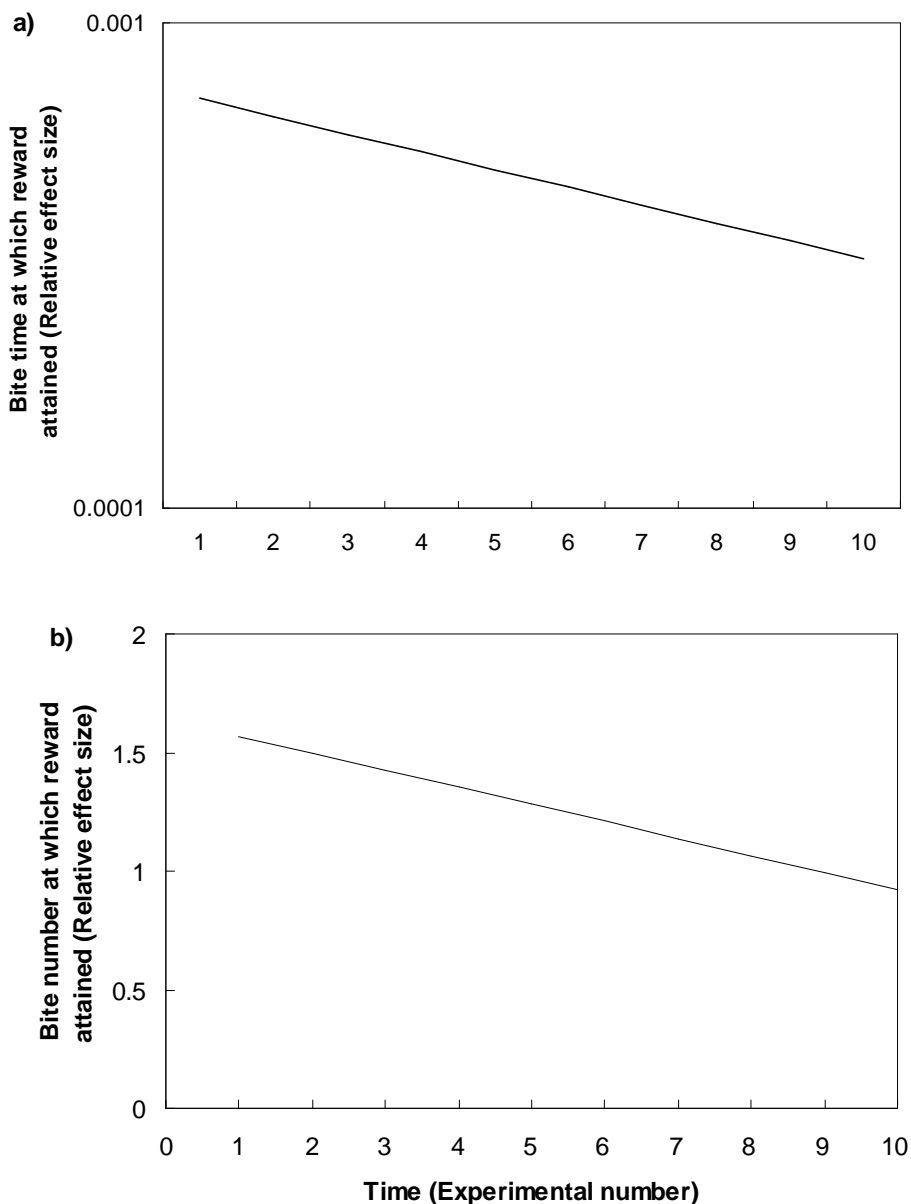 a)
0.001
Bite time at which reward
attained (Relative effect size)
0.0001
1 2 3 4 5 6 7 8 9 10
b)
2
1.5
Bite number at which reward
attained (Relative effect size)
1
0.5
0
0 1 2 3 4 5 6 7 8 9 10
Time (Experimental number)